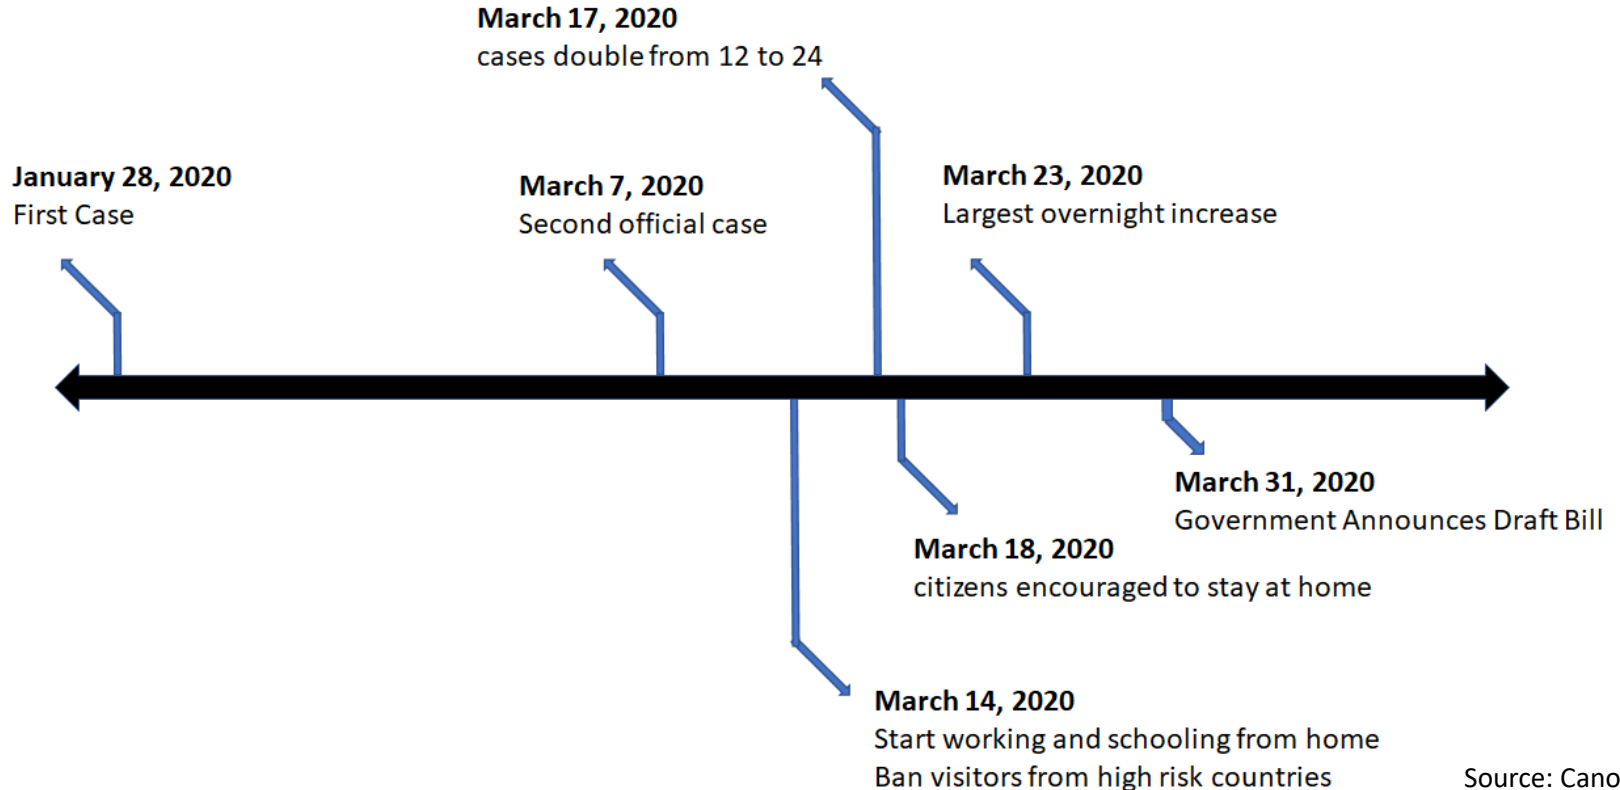 March 17, 2020
cases double from 12 to 24
January 28, 2020
First Case
March 7, 2020
Second official case
March 23, 2020
Largest overnight increase
March 31, 2020
Government Announces Draft Bill
March 18, 2020
citizens encouraged to stay at home
March 14, 2020
Start working and schooling from home
Ban visitors from high risk countries
Source: Cano